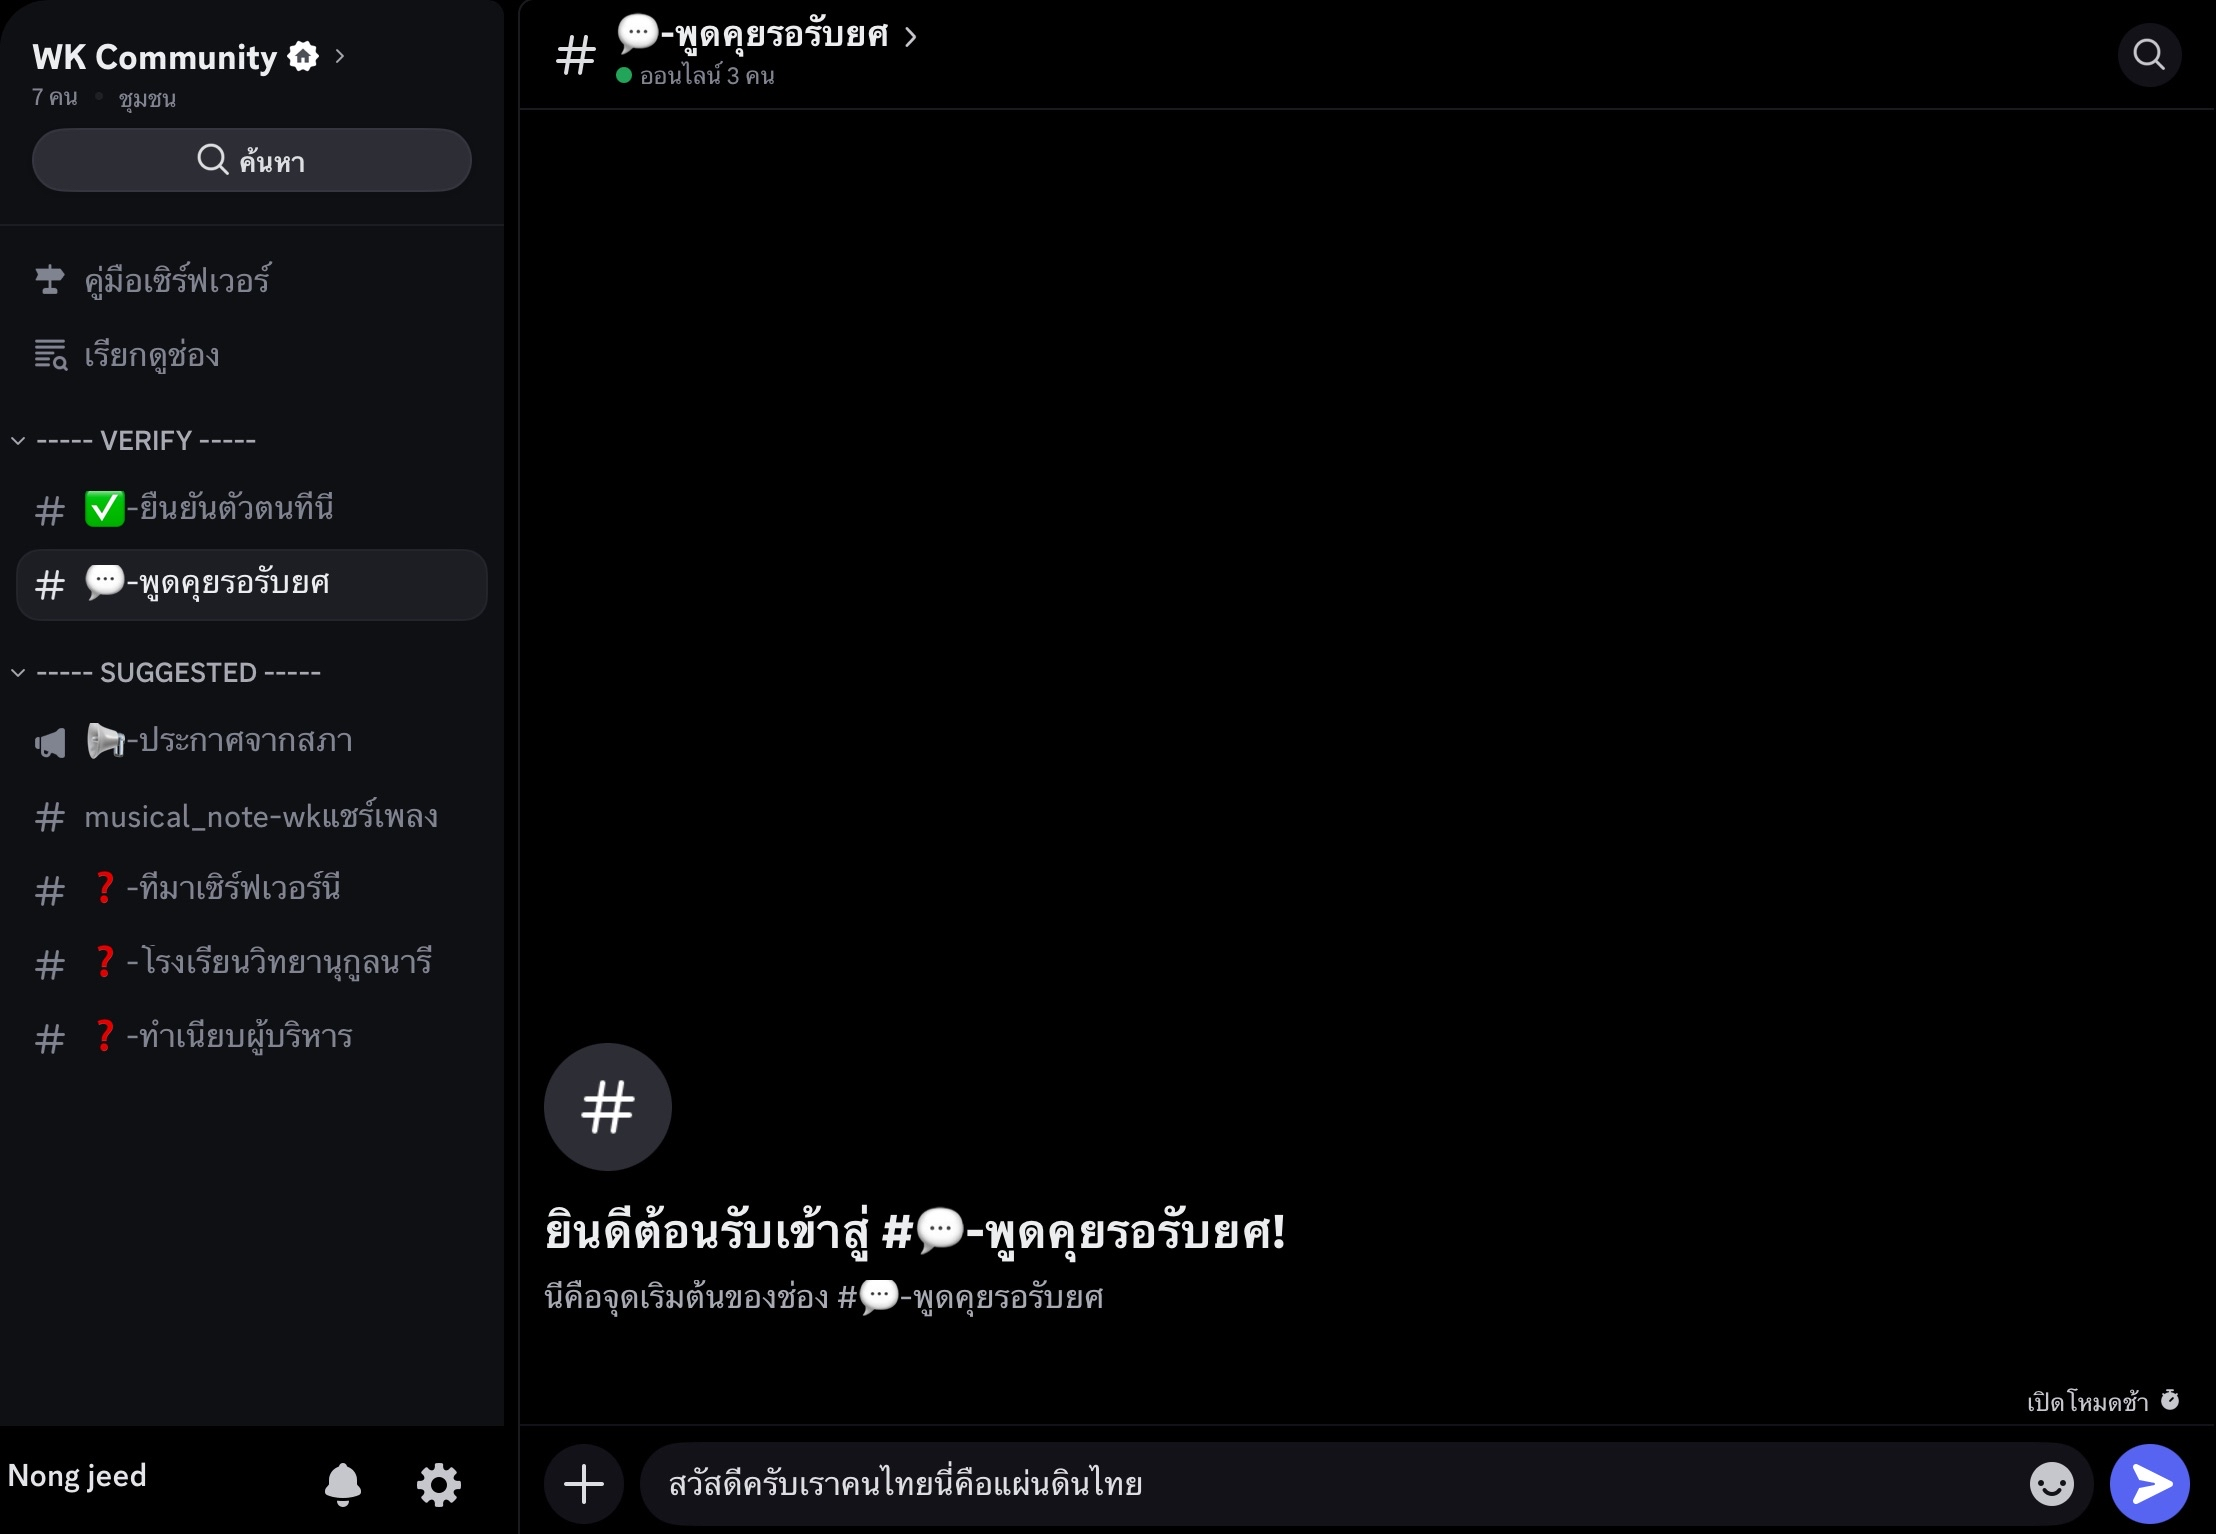 WK Community
7 คน • ชุมชน
ค้นหา
คู่มือเซิร์ฟเวอร์
เรียกดูช่อง
----- VERIFY -----
# ✅-ยืนยันตัวตนทีนี
# 💬-พูดคุยรอรับยศ
----- SUGGESTED -----
📢-ประกาศจากสภา
# musical_note-wkแชร์เพลง
# ❓-ทีมาเซิร์ฟเวอร์นี
# ❓-โรงเรียนวิทยานุกูลนารี
# ❓-ทําเนียบผู้บริหาร
Nong jeed
# 💬-พูดคุยรอรับยศ
ออนไลน์ 3 คน
#
ยินดีต้อนรับเข้าสู่ #💬-พูดคุยรอรับยศ!
นีคือจุดเริมต้นของช่อง #💬-พูดคุยรอรับยศ
เปิดโหมดช้า
สวัสดีครับเราคนไทยนี่คือแผ่นดินไทย